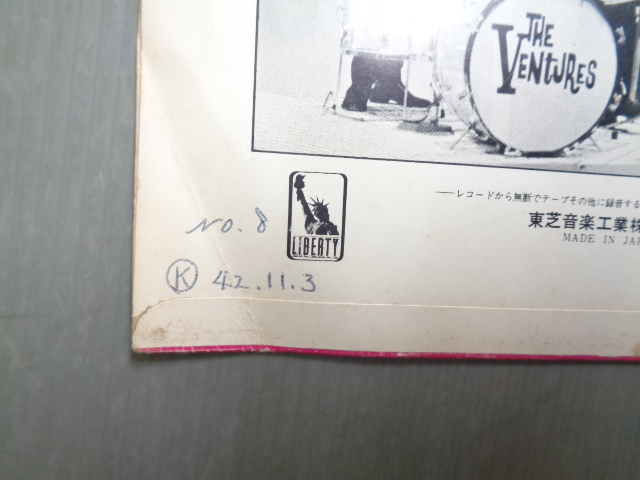 THE
VENTURES
No. 8
LIBERTY
——レコードから無断でテープその他に録音する
東芝音楽工業株
MADE IN JAP
Ⓚ 42.11.3